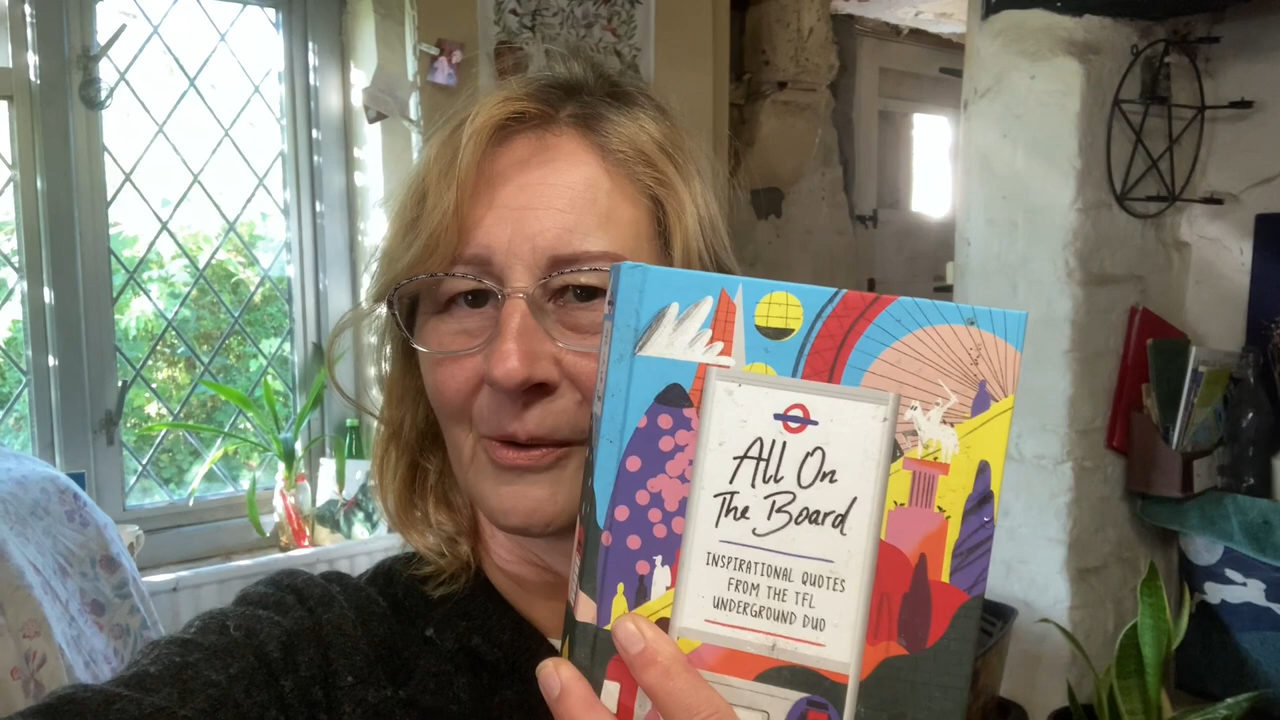 All On
The Board
INSPIRATIONAL QUOTES
FROM THE TFL
UNDERGROUND DUO